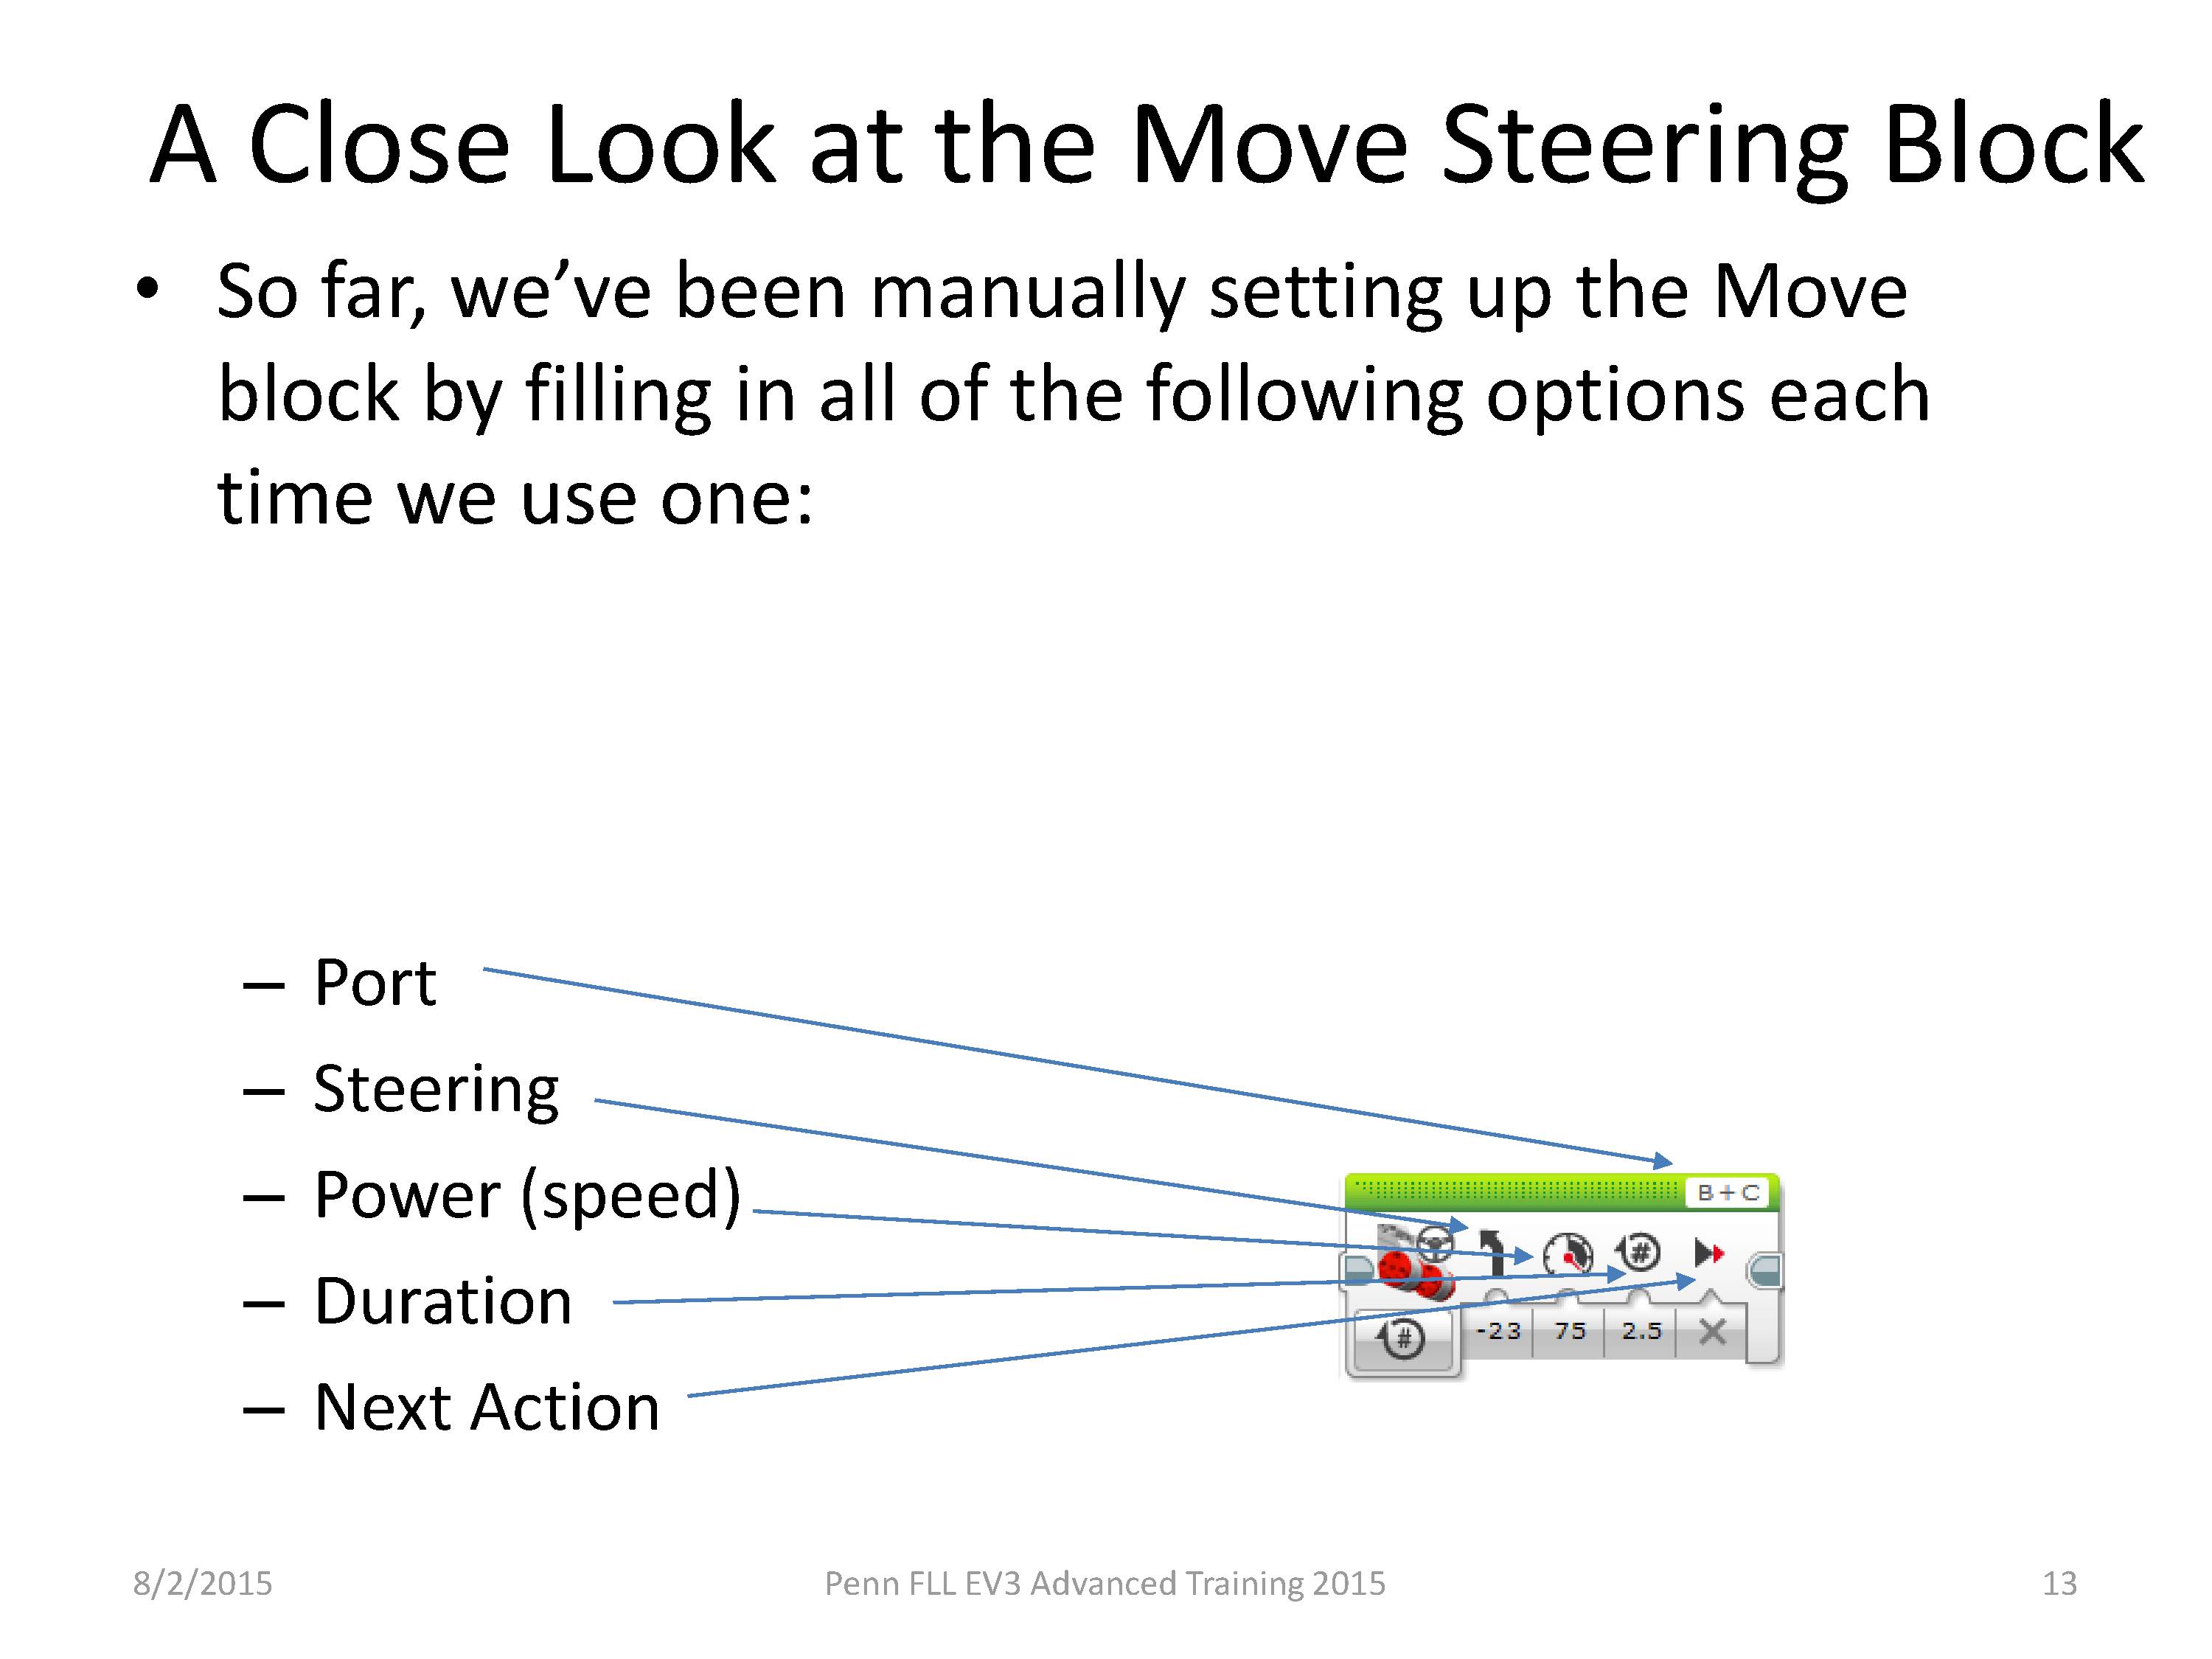 A Close Look at the Move Steering Block
• So far, we’ve been manually setting up the Move
block by filling in all of the following options each
time we use one:
– Port
– Steering
– Power (speed)
– Duration
– Next Action
B+C
#
# -23 75 2.5
8/2/2015 Penn FLL EV3 Advanced Training 2015 13